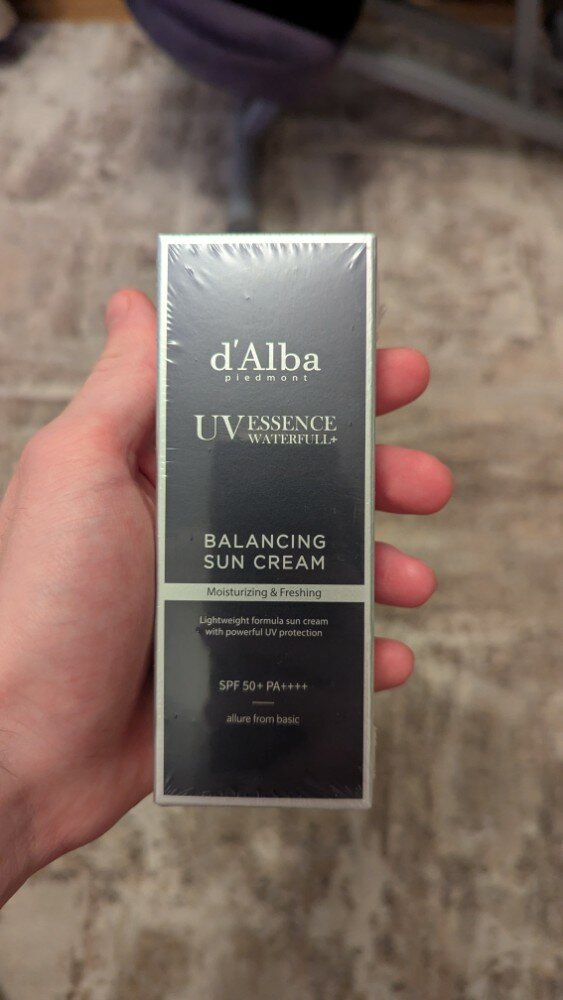 d'Alba
piedmont
UV ESSENCE
WATERFULL+
BALANCING
SUN CREAM
Moisturizing & Freshing
Lightweight formula sun cream
with powerful UV protection
SPF 50+ PA++++
allure from basic